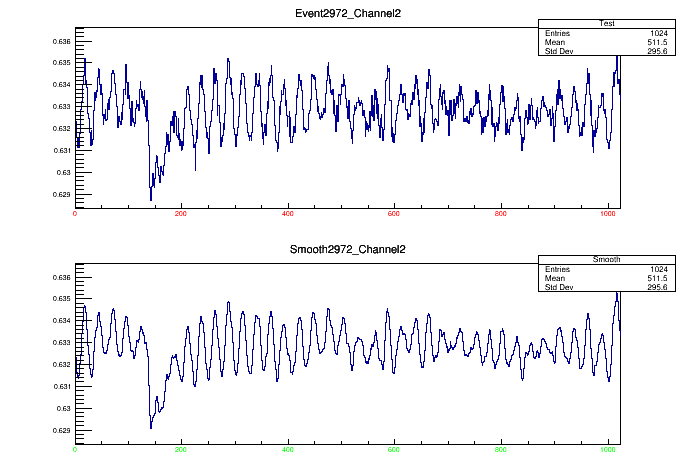 Event2972_Channel2
Test
Entries 1024
Mean 511.5
Std Dev 295.6
0.636
0.635
0.634
0.633
0.632
0.631
0.63
0.629
0 200 400 600 800 1000
Smooth2972_Channel2
Smooth
Entries 1024
Mean 511.5
Std Dev 295.6
0.636
0.635
0.634
0.633
0.632
0.631
0.63
0.629
0 200 400 600 800 1000